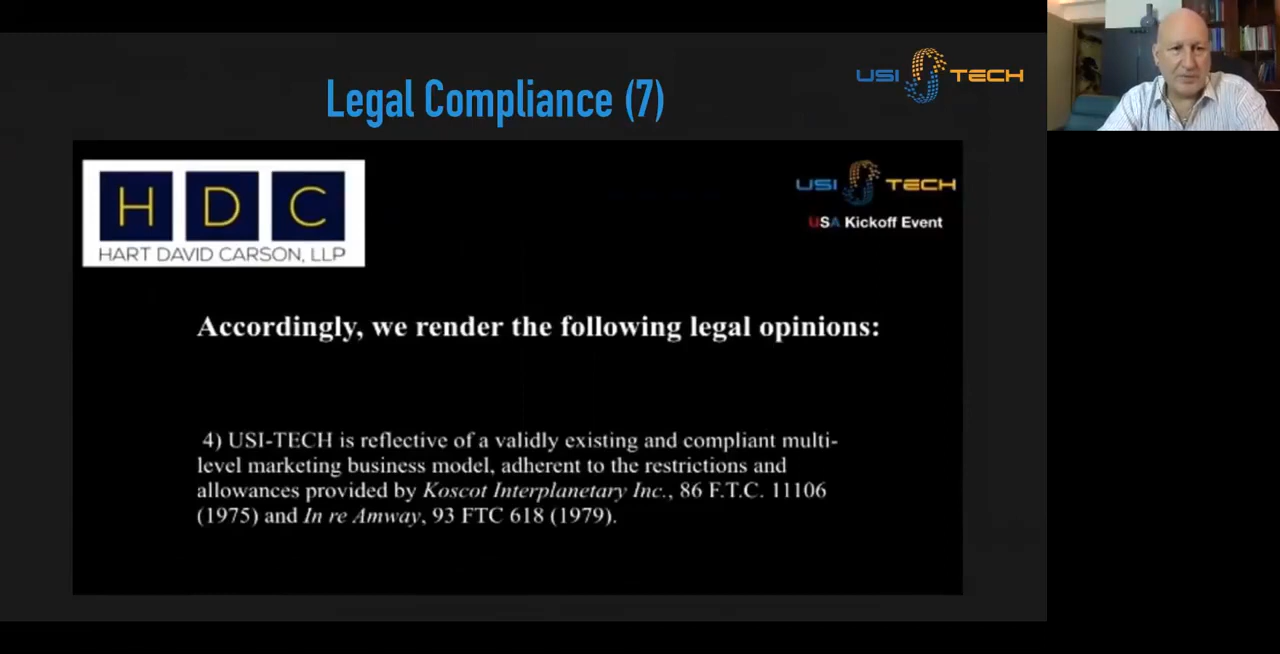 USI TECH
Legal Compliance (7)
H D C
HART DAVID CARSON, LLP
USI TECH
USA Kickoff Event
Accordingly, we render the following legal opinions:
4) USI-TECH is reflective of a validly existing and compliant multi-
level marketing business model, adherent to the restrictions and
allowances provided by Koscot Interplanetary Inc., 86 F.T.C. 11106
(1975) and In re Amway, 93 FTC 618 (1979).